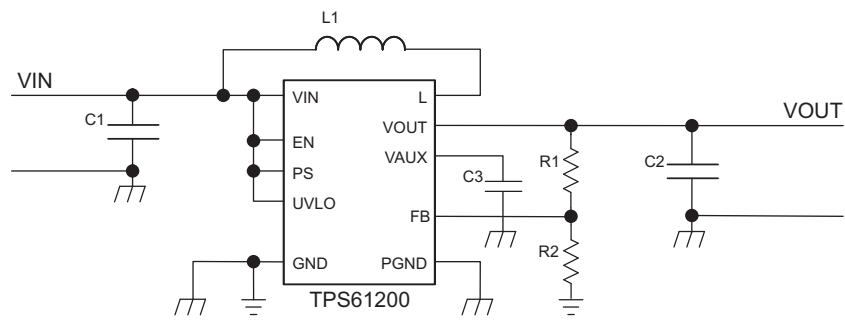 L1
VIN
VIN
L
C1
VOUT
VOUT
EN
VAUX
R1
C2
PS
C3
UVLO
FB
R2
GND
PGND
TPS61200